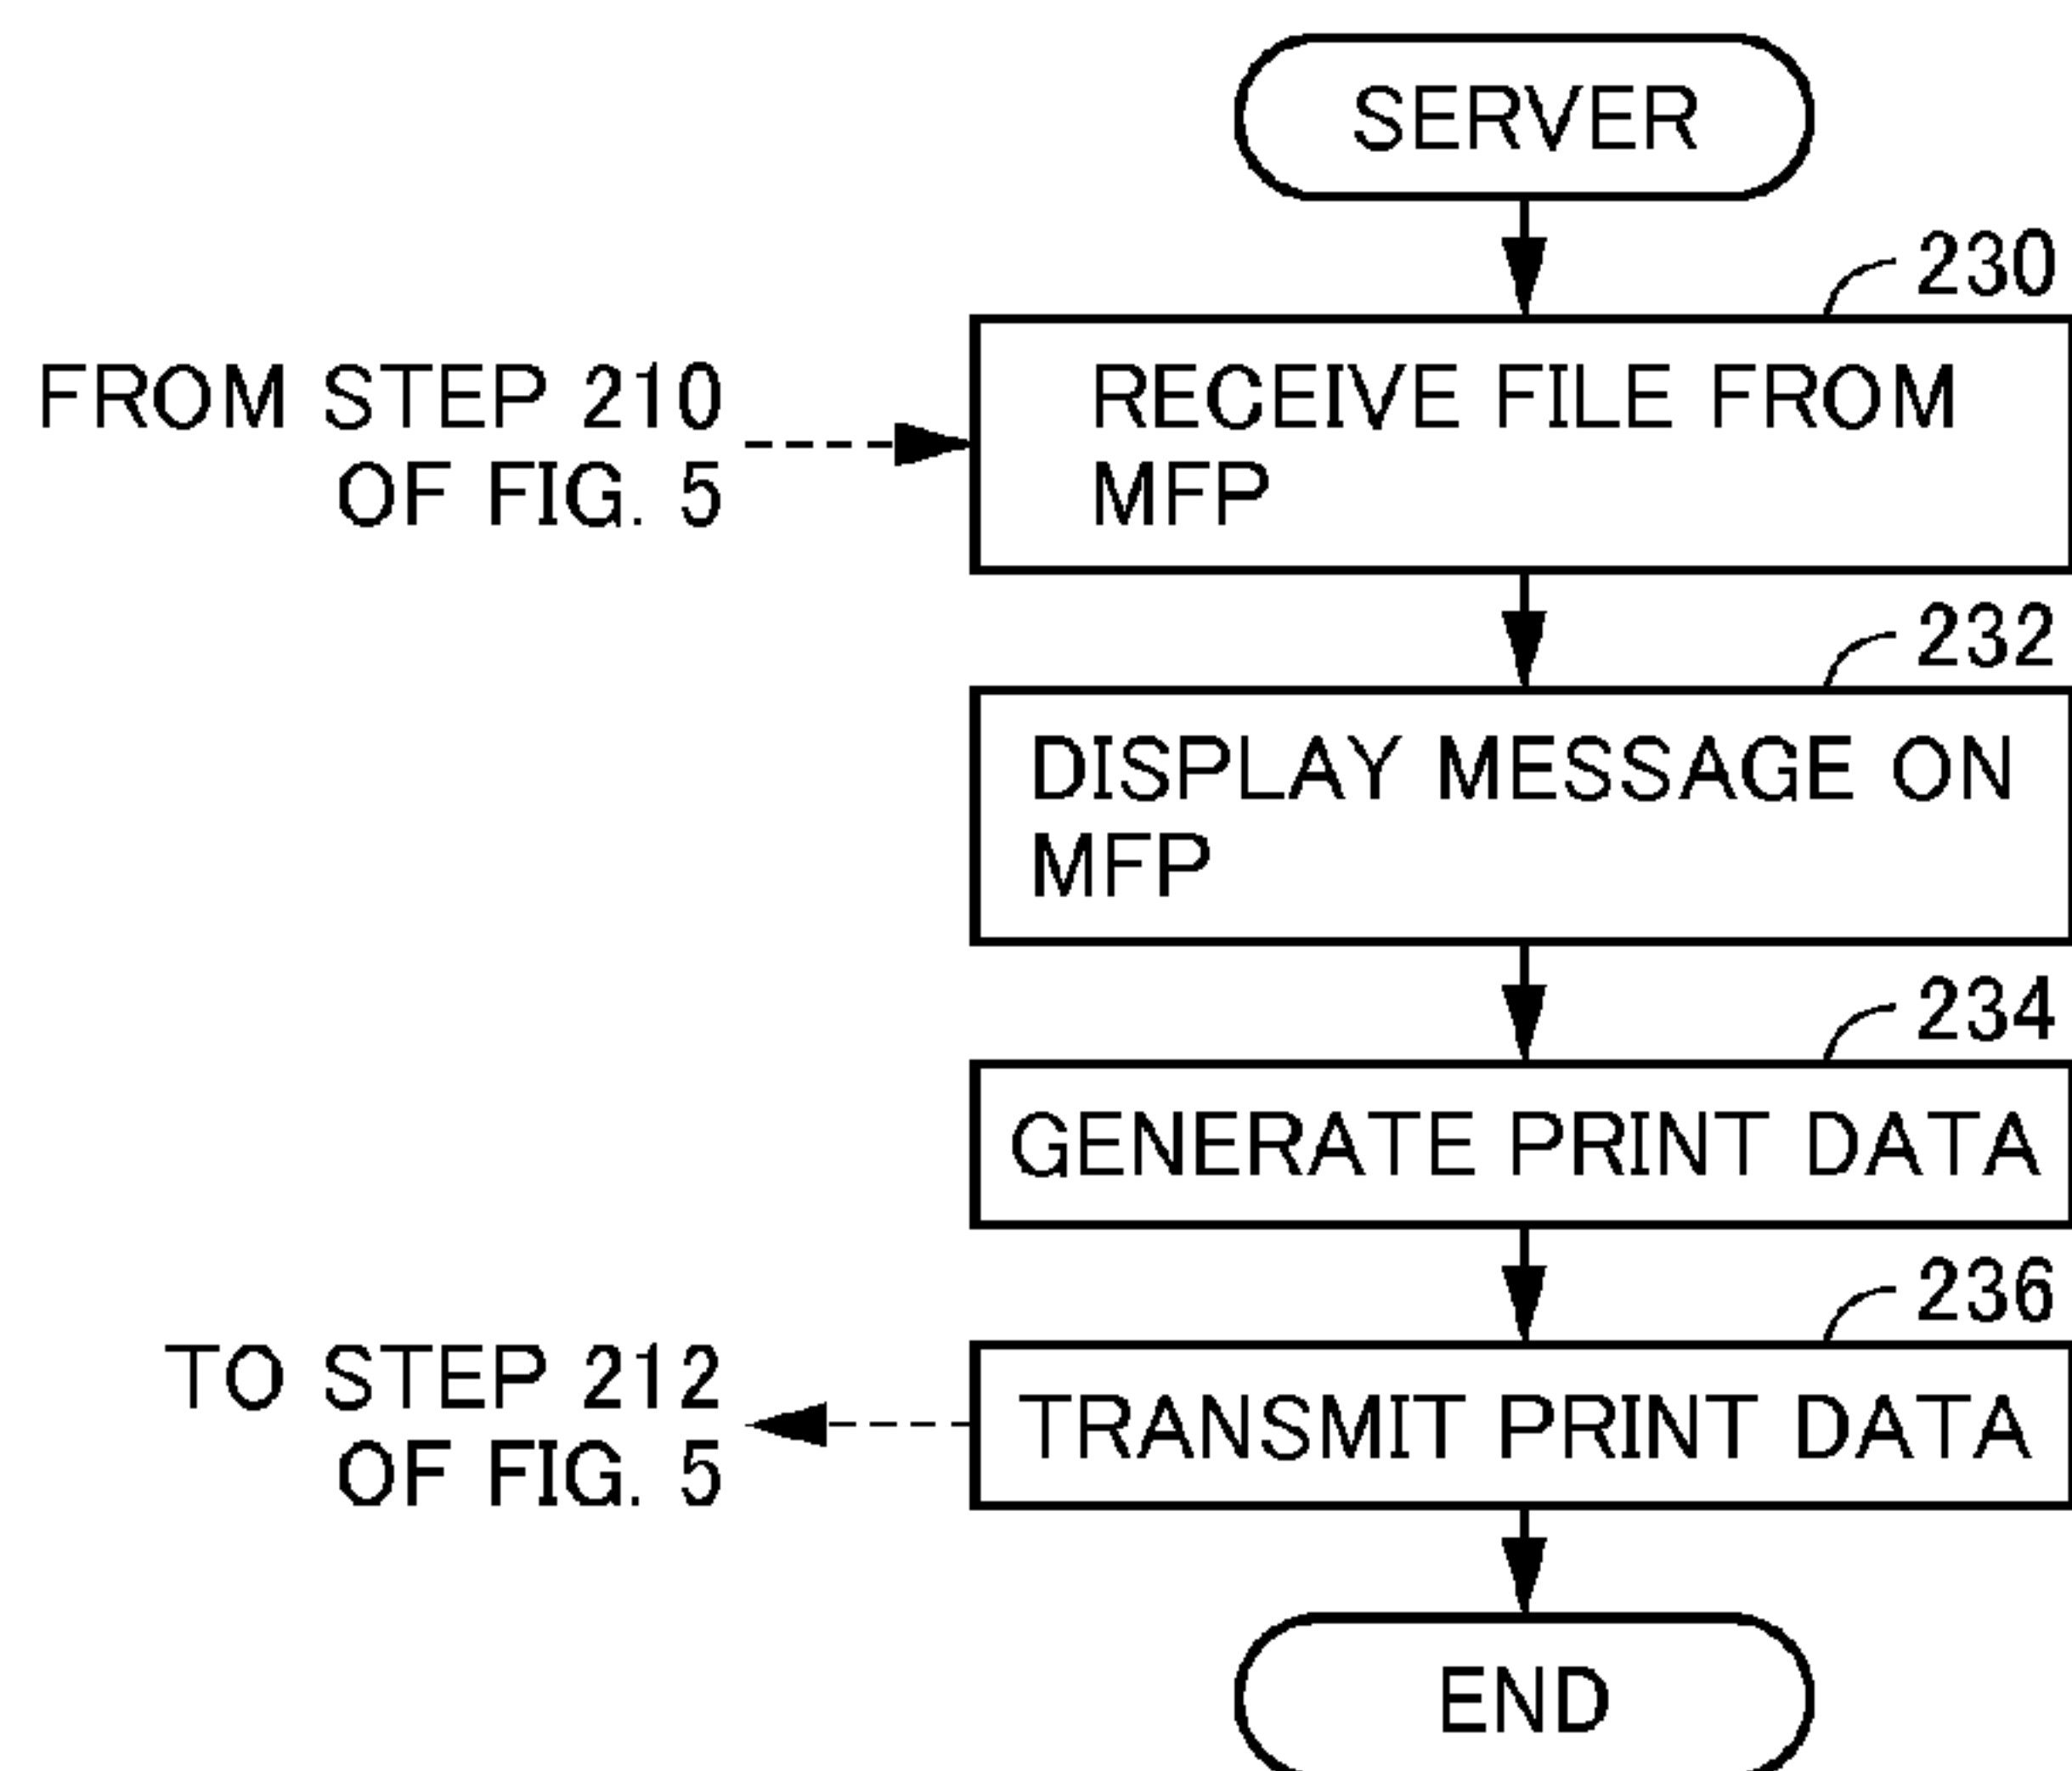 SERVER
230
FROM STEP 210
OF FIG. 5
RECEIVE FILE FROM
MFP
232
DISPLAY MESSAGE ON
MFP
234
GENERATE PRINT DATA
236
TO STEP 212
OF FIG. 5
TRANSMIT PRINT DATA
END